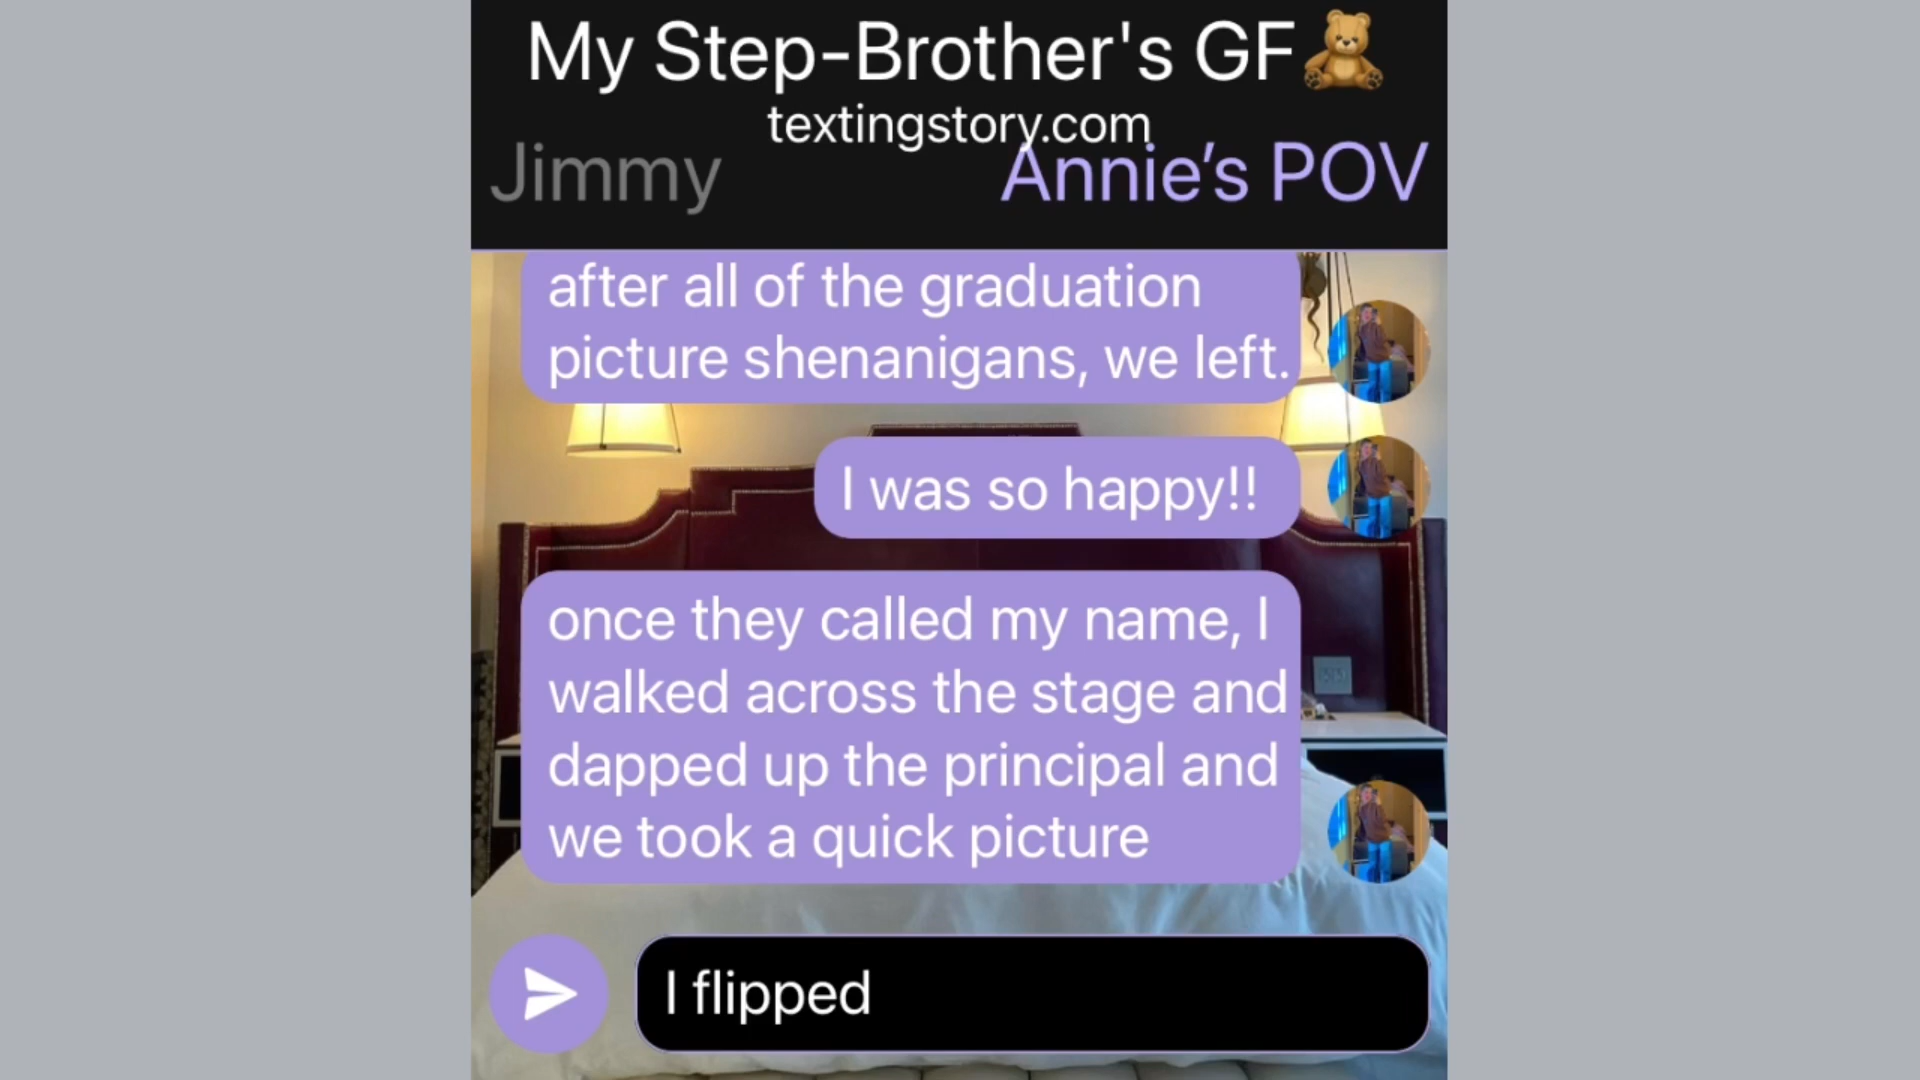 My Step-Brother's GF🧸
textingstory.com
Jimmy
Annie’s POV
after all of the graduation
picture shenanigans, we left.
I was so happy!!
once they called my name, I
walked across the stage and
dapped up the principal and
we took a quick picture
I flipped